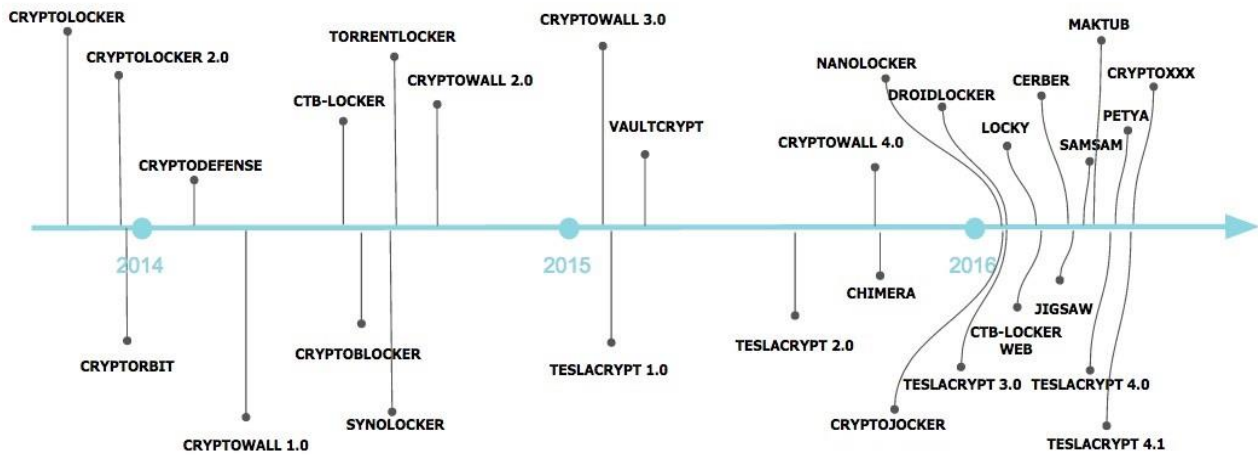 CRYPTOLOCKER
CRYPTOLOCKER 2.0
CRYPTODEFENSE
CTB-LOCKER
TORRENTLOCKER
CRYPTOWALL 2.0
CRYPTOWALL 3.0
VAULTCRYPT
CRYPTOWALL 4.0
NANOLOCKER
DROIDLOCKER
LOCKY
CERBER
SAMSAM
MAKTUB
PETYA
CRYPTOXXX
2014
2015
2016
CRYPTORBIT
CRYPTOWALL 1.0
CRYPTOBLOCKER
SYNOLOCKER
TESLACRYPT 1.0
TESLACRYPT 2.0
CHIMERA
CRYPTOJOCKER
TESLACRYPT 3.0
CTB-LOCKER
WEB
JIGSAW
TESLACRYPT 4.0
TESLACRYPT 4.1